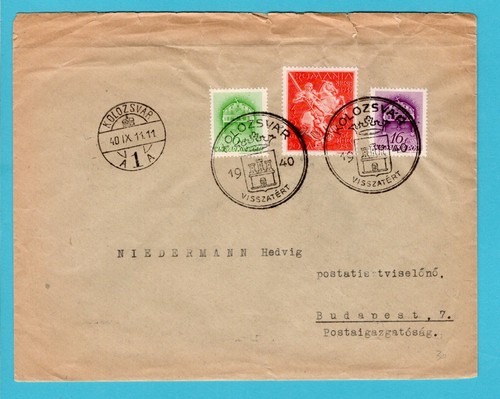 KOLOZSVÁR
40 IX. 11. 11
A 1 A
ROMANIA
KOLOZSVÁR
19 40
VISSZATÉRT
16
KOLOZSVÁR
19 40
VISSZATÉRT
NIEDERMANN Hedvig
postatisztviselőnő.
Budapest, 7.
Postaigazgatóság.